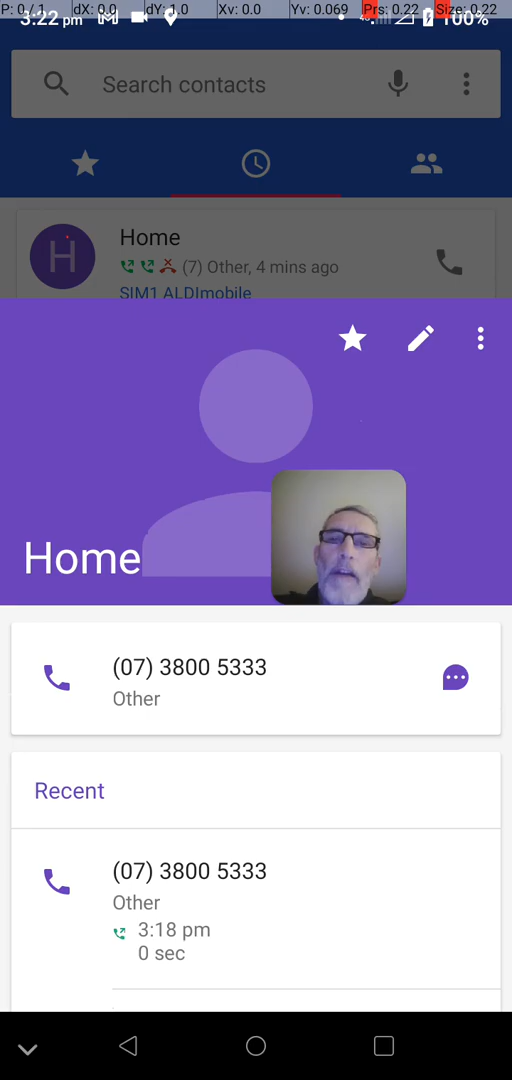 P: 0 / 1 dX: 0.0 dY: 1.0 Xv: 0.0 Yv: 0.069 Prs: 0.22 Size: 0.22
3:22 pm 4G 100%
Search contacts
H
Home
(7) Other, 4 mins ago
SIM1 ALDImobile
Home
(07) 3800 5333
Other
Recent
(07) 3800 5333
Other
3:18 pm
0 sec